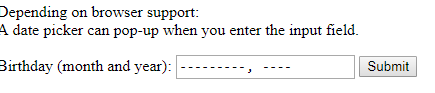 Depending on browser support:
A date picker can pop-up when you enter the input field.
Birthday (month and year): ---------, ---- Submit